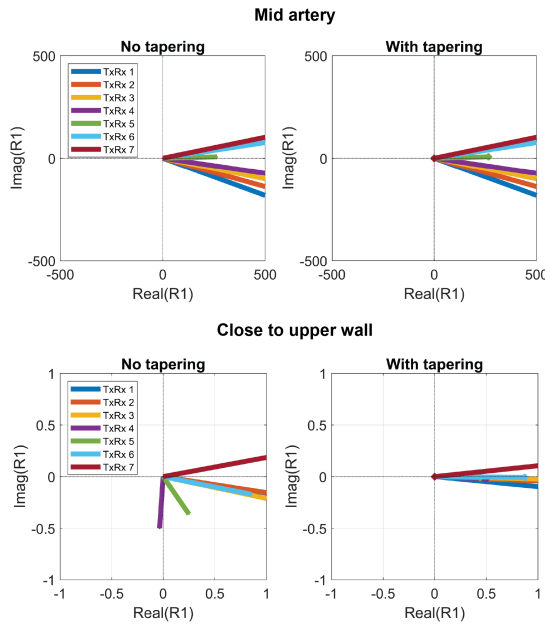 Mid artery
No tapering
With tapering
500
0
-500
Imag(R1)
TxRx 1
TxRx 2
TxRx 3
TxRx 4
TxRx 5
TxRx 6
TxRx 7
-500
0
500
Real(R1)
500
0
-500
Imag(R1)
-500
0
500
Real(R1)
Close to upper wall
No tapering
With tapering
1
0.5
0
-0.5
-1
Imag(R1)
TxRx 1
TxRx 2
TxRx 3
TxRx 4
TxRx 5
TxRx 6
TxRx 7
-1
-0.5
0
0.5
1
Real(R1)
1
0.5
0
-0.5
-1
Imag(R1)
-1
-0.5
0
0.5
1
Real(R1)